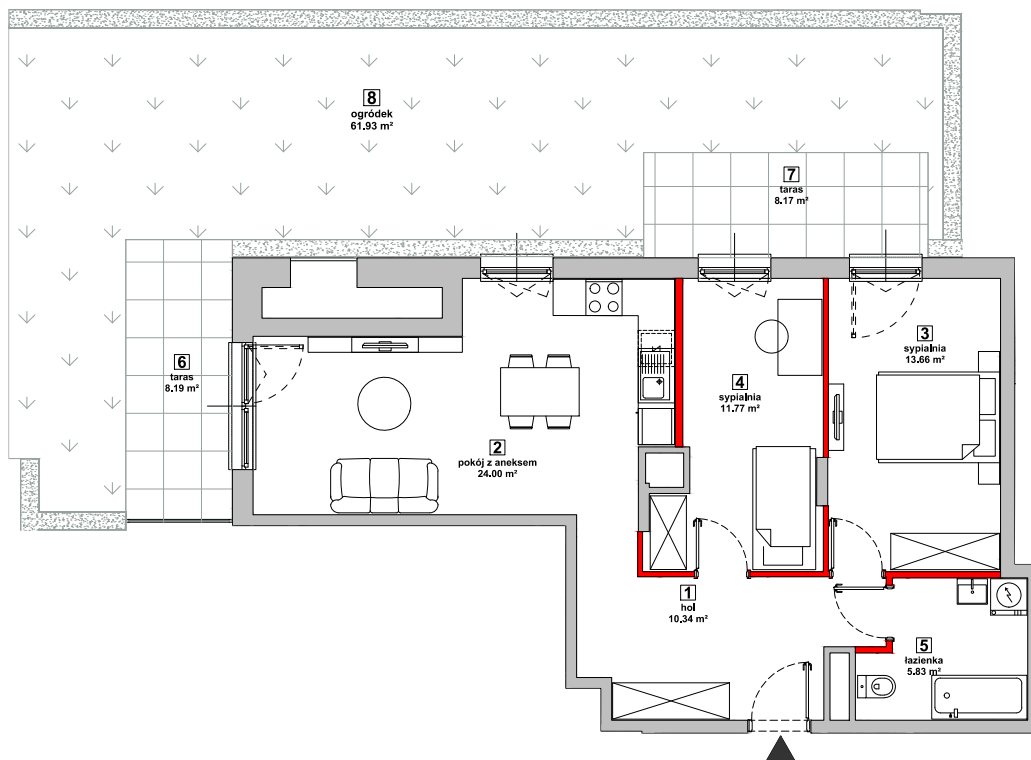 8
ogródek
61.93 m²
7
taras
8.17 m²
6
taras
8.19 m²
3
sypialnia
13.66 m²
4
sypialnia
11.77 m²
2
pokój z aneksem
24.00 m²
1
hol
10.34 m²
5
łazienka
5.83 m²